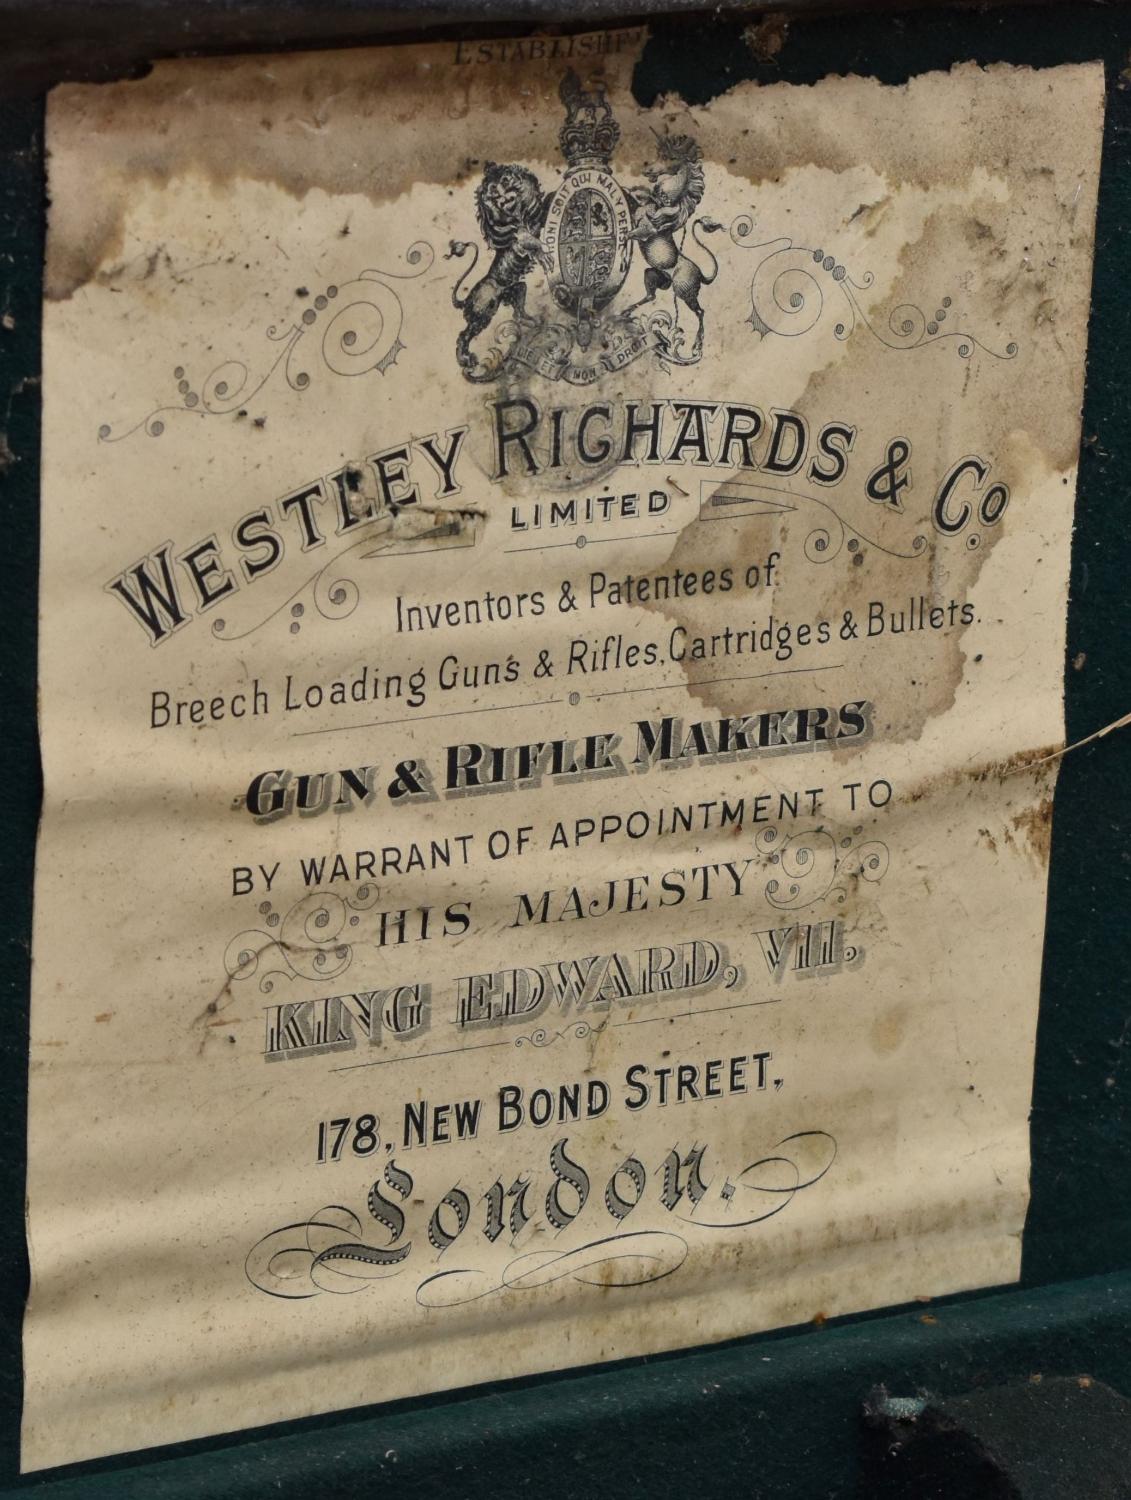 ESTABLISHE
HONI SOIT QUI MAL Y PENSE
DIEU ET MON DROIT
WESTLEY RICHARDS & Co.
LIMITED
Inventors & Patentees of
Breech Loading Guns & Rifles, Cartridges & Bullets.
GUN & RIFLE MAKERS
BY WARRANT OF APPOINTMENT TO
HIS MAJESTY
KING EDWARD, VII.
178, NEW BOND STREET,
London.